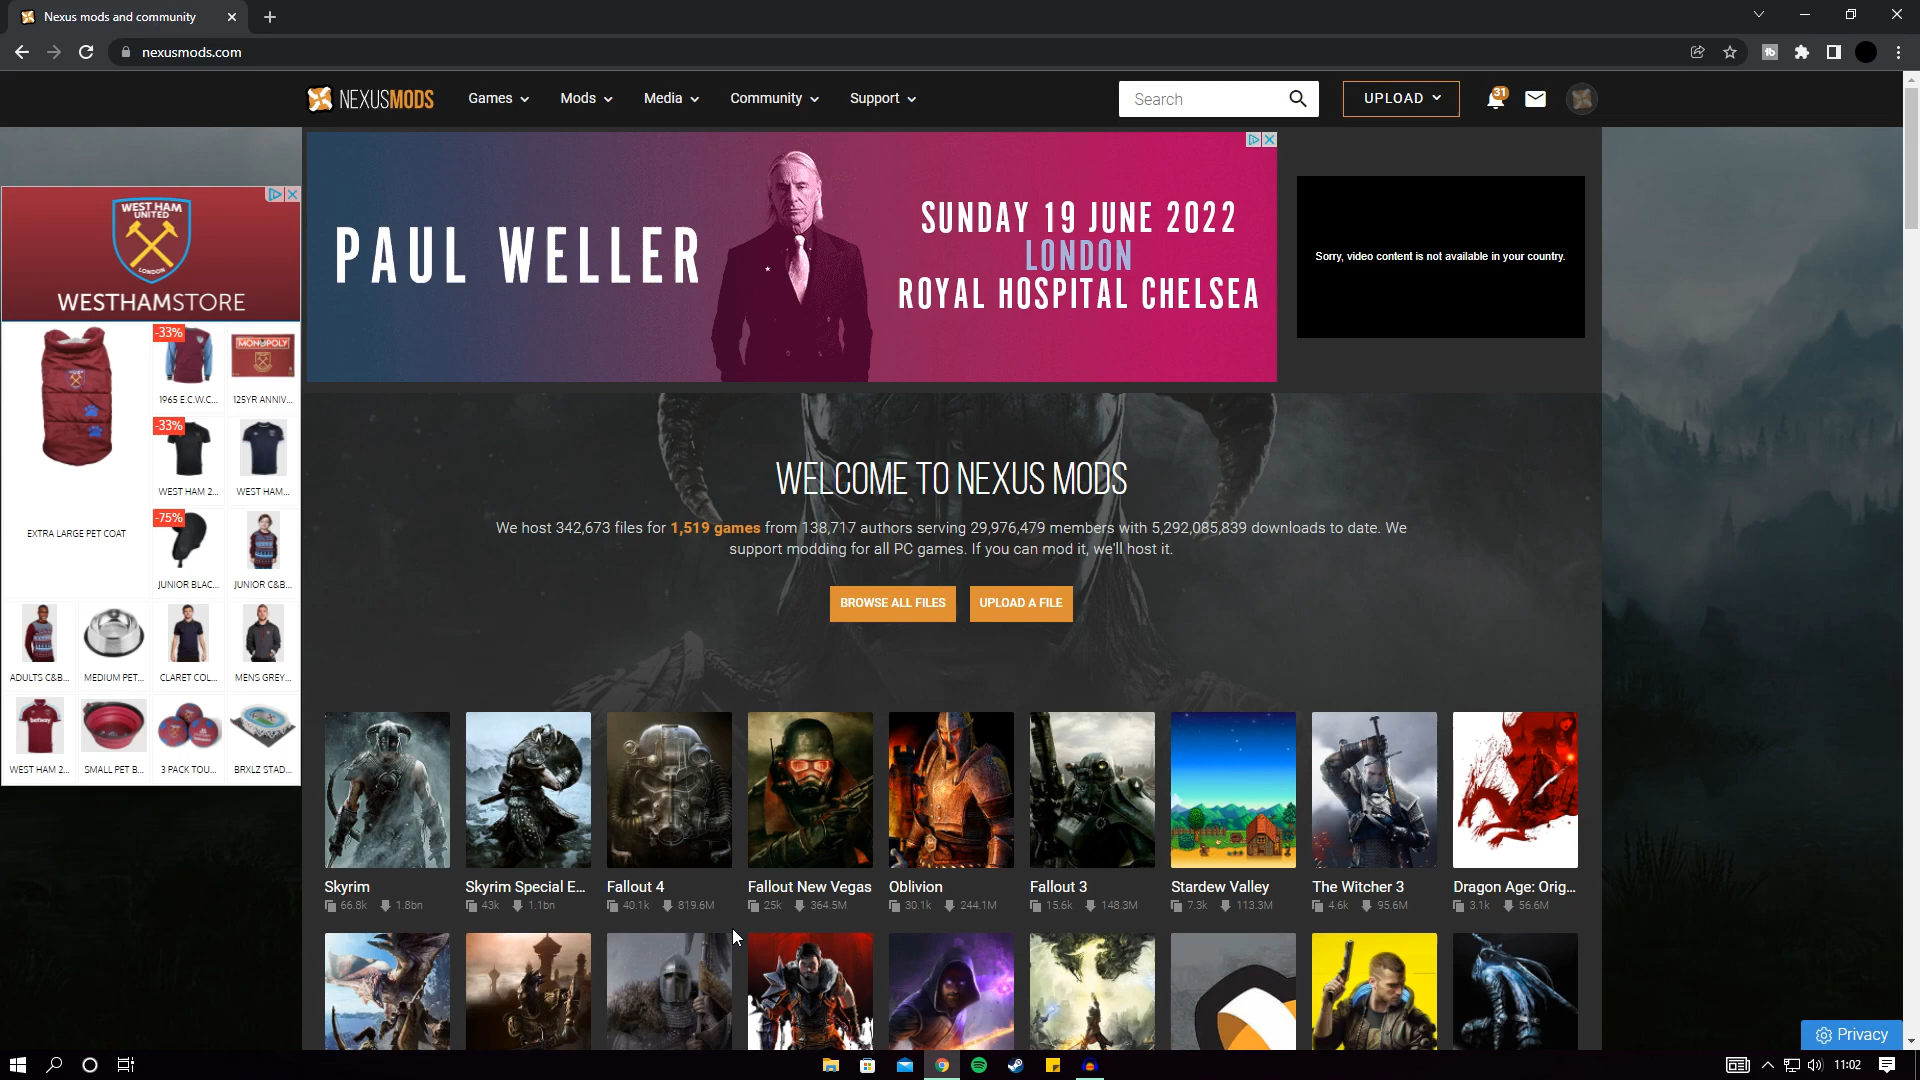 Nexus mods and community
nexusmods.com
NEXUSMODS
Games
Mods
Media
Community
Support
Search
UPLOAD
31
WEST HAM
UNITED
LONDON
WESTHAMSTORE
-33%
MONOPOLY
1965 E.C.W.C...
125YR ANNIV...
-33%
WEST HAM 2...
WEST HAM...
EXTRA LARGE PET COAT
-75%
JUNIOR BLAC...
JUNIOR C&B...
ADULTS C&B...
MEDIUM PET...
CLARET COL...
MENS GREY...
betway
WEST HAM 2...
SMALL PET B...
3 PACK TOU...
BRXLZ STAD...
PAUL WELLER
SUNDAY 19 JUNE 2022
LONDON
ROYAL HOSPITAL CHELSEA
Sorry, video content is not available in your country.
WELCOME TO NEXUS MODS
We host 342,673 files for 1,519 games from 138,717 authors serving 29,976,479 members with 5,292,085,839 downloads to date. We
support modding for all PC games. If you can mod it, we'll host it.
BROWSE ALL FILES
UPLOAD A FILE
Skyrim
66.8k 1.8bn
Skyrim Special E...
43k 1.1bn
Fallout 4
40.1k 819.6M
Fallout New Vegas
25k 364.5M
Oblivion
30.1k 244.1M
Fallout 3
15.6k 148.3M
Stardew Valley
7.3k 113.3M
The Witcher 3
4.6k 95.6M
Dragon Age: Orig...
3.1k 56.6M
Privacy
11:02